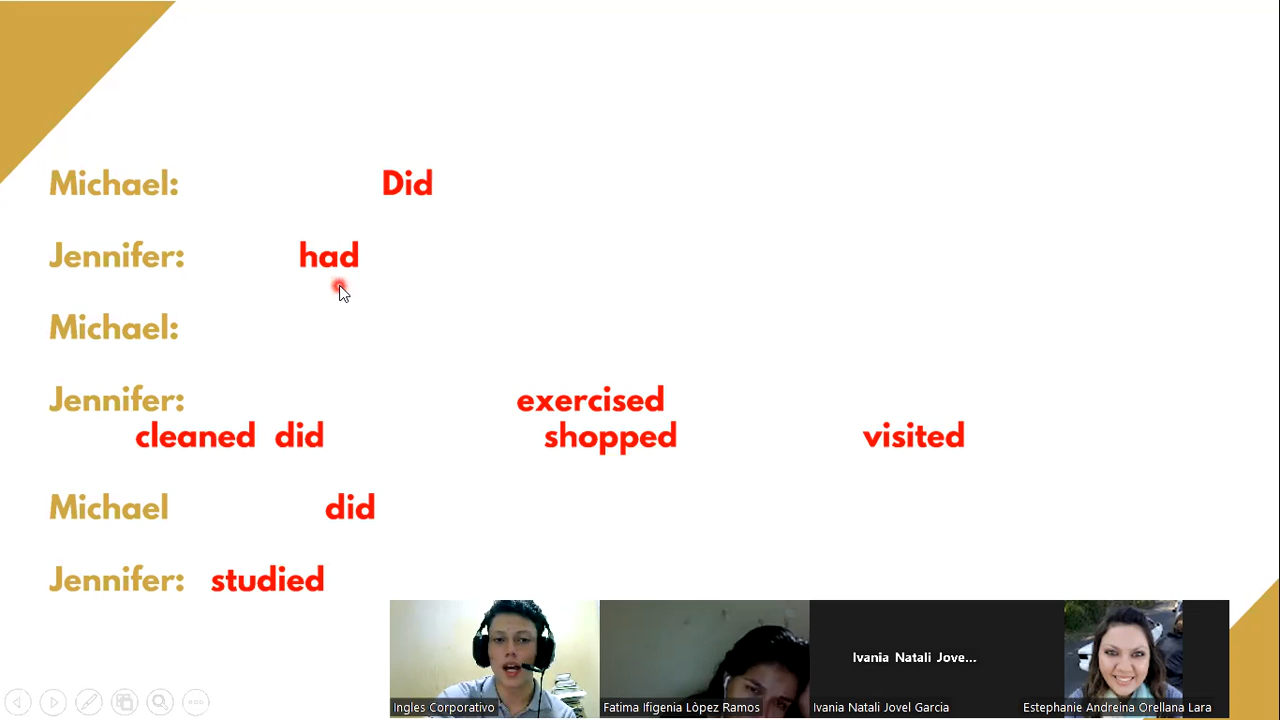 Michael: Did
Jennifer: had
Michael:
Jennifer: exercised
cleaned did shopped visited
Michael did
Jennifer: studied
Ivania Natali Jove...
Ingles Corporativo
Fatima Ifigenia Lòpez Ramos
Ivania Natali Jovel Garcia
Estephanie Andreina Orellana Lara